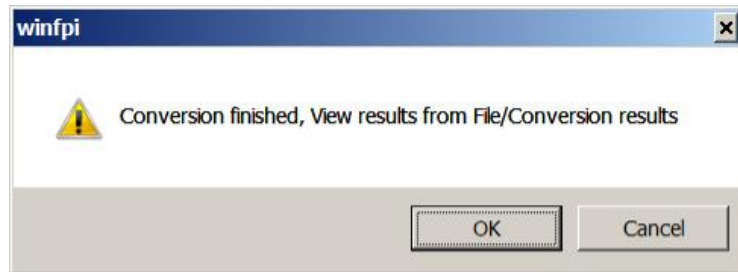 winfpi
Conversion finished, View results from File/Conversion results
OK
Cancel